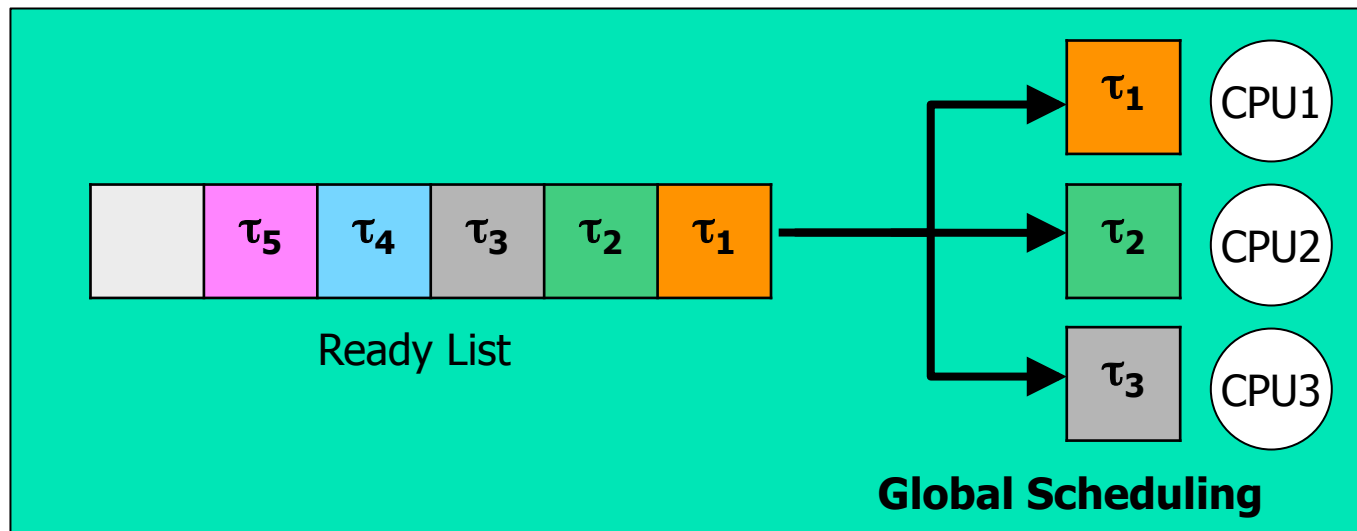 τ1 CPU1
τ5 τ4 τ3 τ2 τ1
τ2 CPU2
Ready List
τ3 CPU3
Global Scheduling